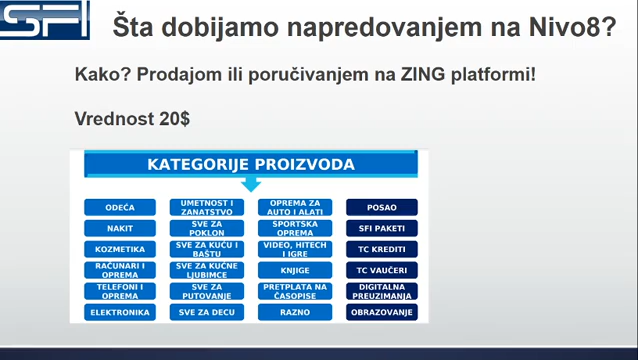 SFI
Šta dobijamo napredovanjem na Nivo8?
Kako? Prodajom ili poručivanjem na ZING platformi!
Vrednost 20$
KATEGORIJE PROIZVODA
ODEĆA
NAKIT
KOZMETIKA
RAČUNARI I
OPREMA
TELEFONI I
OPREMA
ELEKTRONIKA
UMETNOST I
ZANATSTVO
SVE ZA
POKLON
SVE ZA KUĆU I
BAŠTU
SVE ZA KUĆNE
LJUBIMCE
SVE ZA
PUTOVANJE
SVE ZA DECU
OPREMA ZA
AUTO I ALATI
SPORTSKA
OPREMA
VIDEO, HITECH
I IGRE
KNJIGE
PRETPLATA NA
ČASOPISE
RAZNO
POSAO
SFI PAKETI
TC KREDITI
TC VAUČERI
DIGITALNA
PREUZIMANJA
OBRAZOVANJE